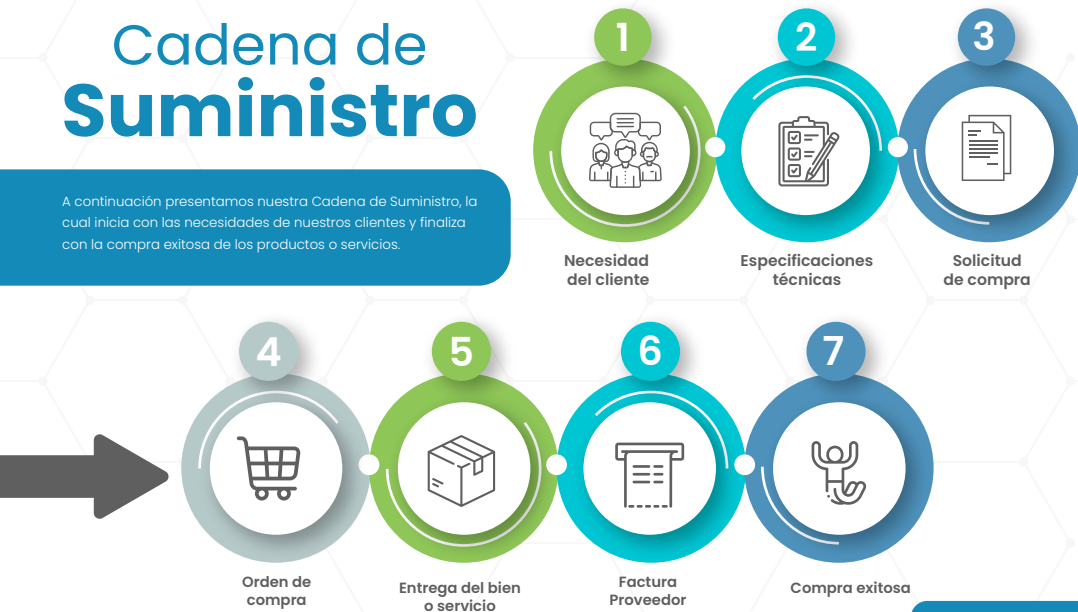 Cadena de
Suministro
A continuación presentamos nuestra Cadena de Suministro, la
cual inicia con las necesidades de nuestros clientes y finaliza
con la compra exitosa de los productos o servicios.
1
Necesidad
del cliente
2
Especificaciones
técnicas
3
Solicitud
de compra
4
Orden de
compra
5
Entrega del bien
o servicio
6
Factura
Proveedor
7
Compra exitosa